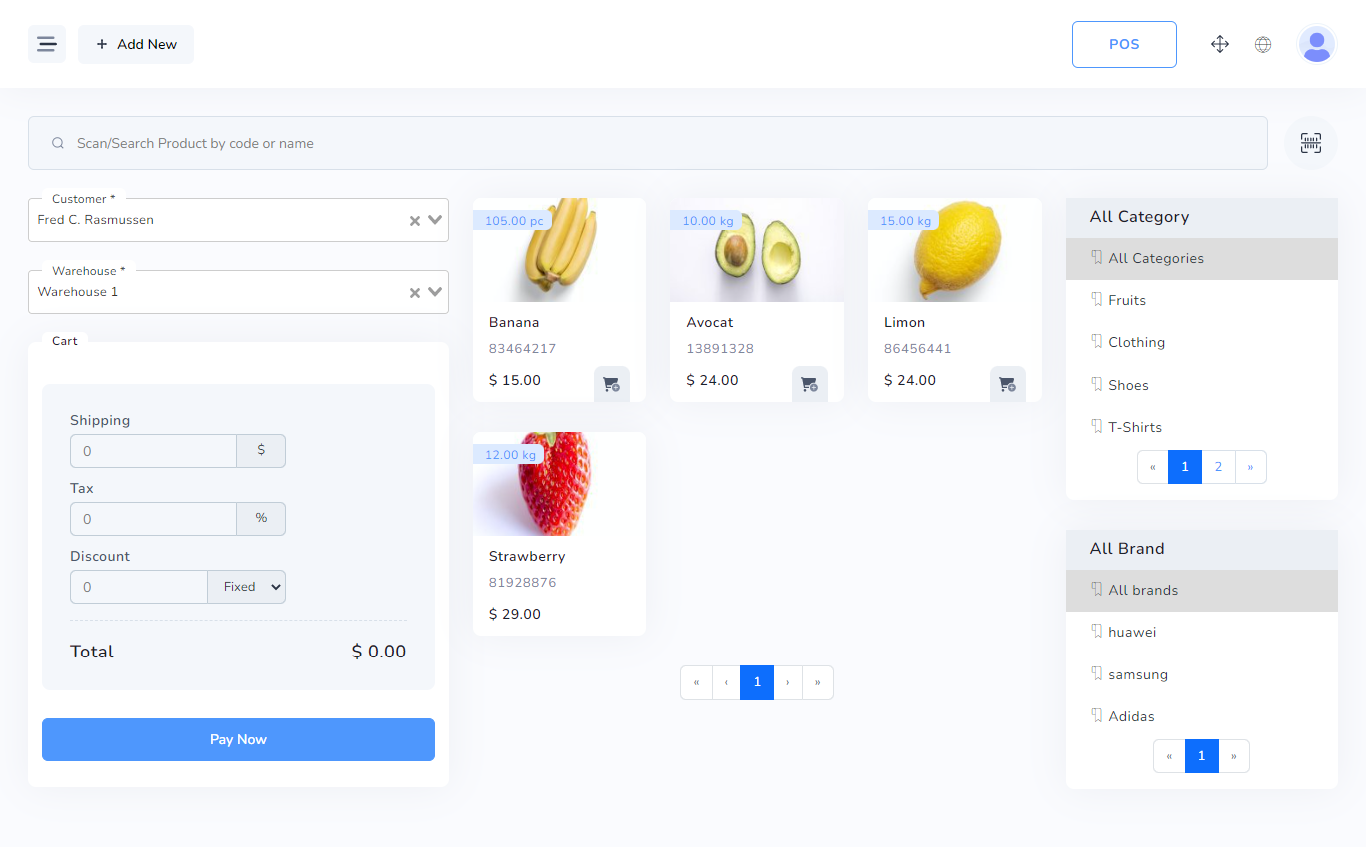 + Add New
POS
Scan/Search Product by code or name
Customer *
Fred C. Rasmussen
Warehouse *
Warehouse 1
Cart
Shipping
0 $
Tax
0 %
Discount
0 Fixed
Total $ 0.00
Pay Now
105.00 pc
Banana
83464217
$ 15.00
10.00 kg
Avocat
13891328
$ 24.00
15.00 kg
Limon
86456441
$ 24.00
12.00 kg
Strawberry
81928876
$ 29.00
« ‹ 1 › »
All Category
All Categories
Fruits
Clothing
Shoes
T-Shirts
« 1 2 »
All Brand
All brands
huawei
samsung
Adidas
« 1 »